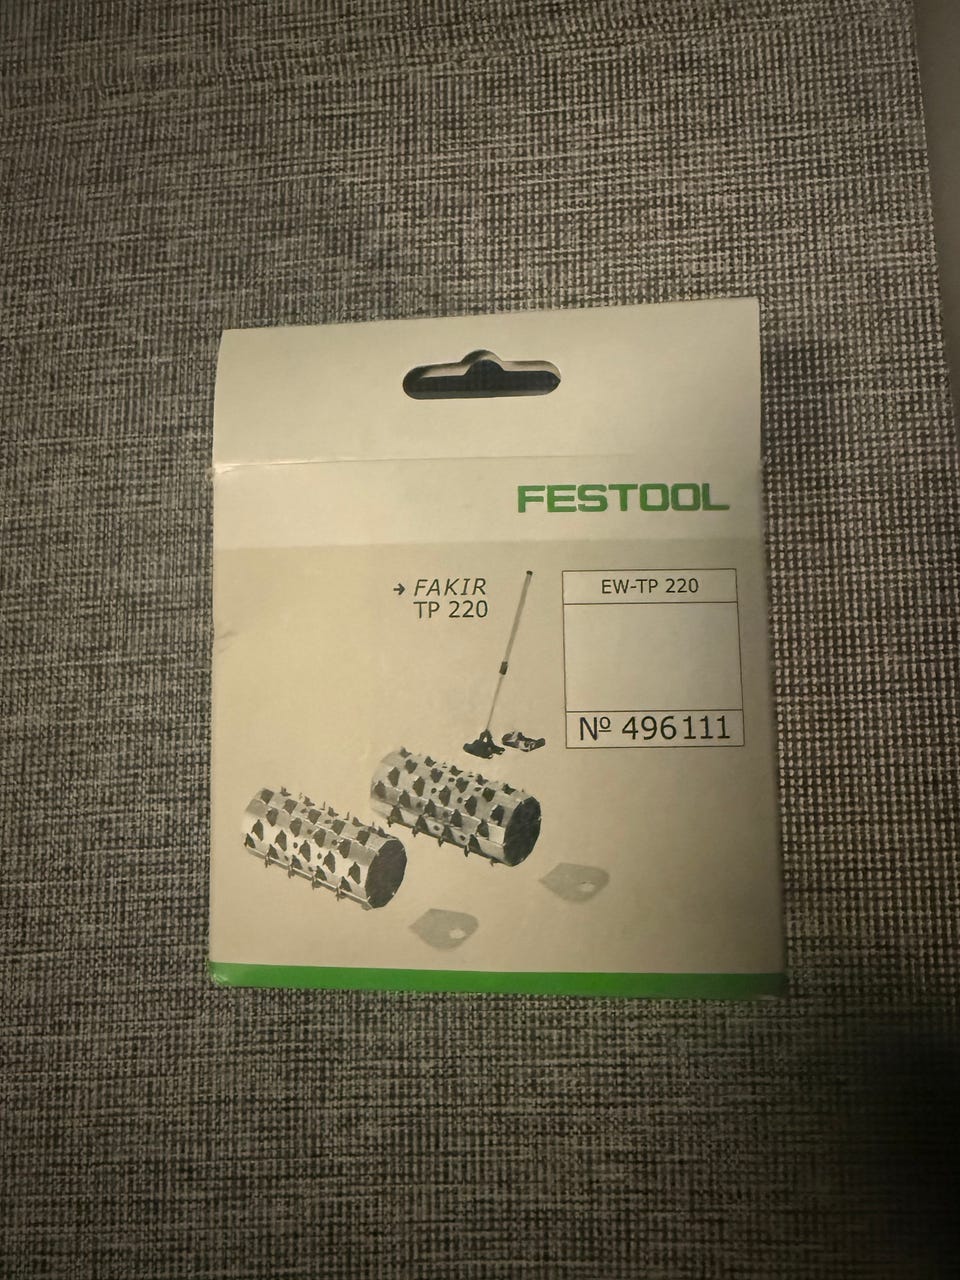 FESTOOL
→ FAKIR
TP 220
EW-TP 220
Nº 496111